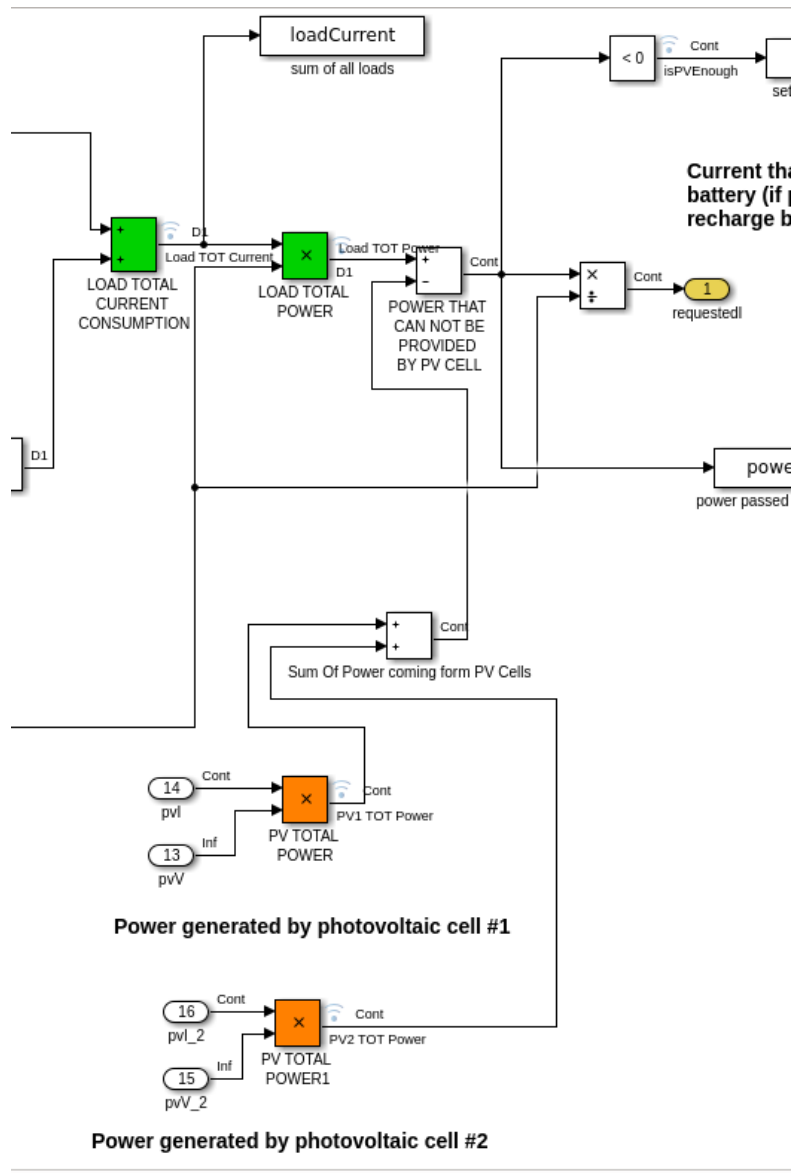 loadCurrent
sum of all loads
< 0
Cont
isPVEnough
set
Current tha
battery (if p
recharge b
+
+
D1
Load TOT Current
LOAD TOTAL
CURRENT
CONSUMPTION
×
Load TOT Power
D1
LOAD TOTAL
POWER
+
−
Cont
POWER THAT
CAN NOT BE
PROVIDED
BY PV CELL
×
÷
Cont
1
requestedI
D1
powe
power passed
+
+
Cont
Sum Of Power coming form PV Cells
14
Cont
pvI
13
Inf
pvV
×
Cont
PV1 TOT Power
PV TOTAL
POWER
Power generated by photovoltaic cell #1
16
Cont
pvI_2
15
Inf
pvV_2
×
Cont
PV2 TOT Power
PV TOTAL
POWER1
Power generated by photovoltaic cell #2